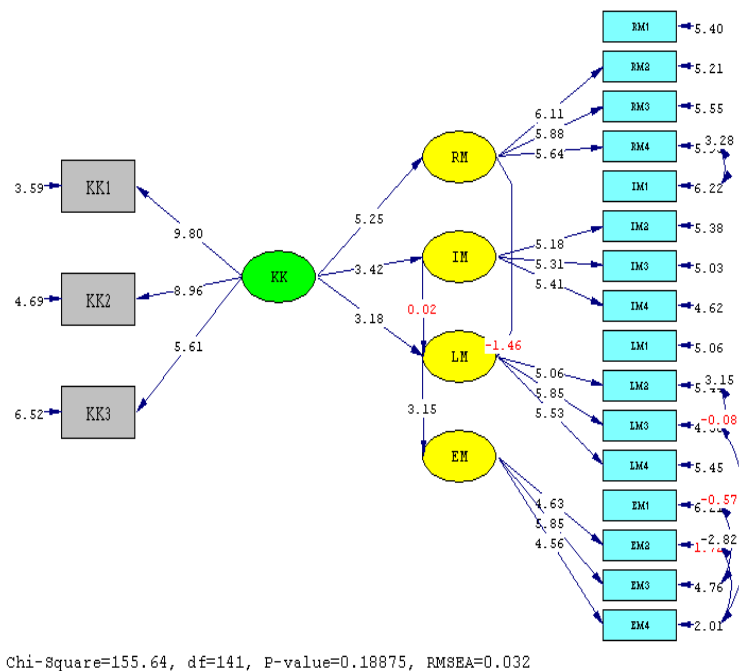 RM1 5.40
RM2 5.21
6.11
RM3 5.55
5.88
RM4 3.28
5.64
RM
3.59 KK1
IM1 6.22
5.25
IM2 5.38
9.80
5.18
IM
IM3 5.03
5.31
3.42
KK
5.41
4.69 KK2
8.96
IM4 4.62
0.02
3.18
-1.46
LM1 5.06
5.61
LM
5.06
LM2 3.15
5.85
3.15
6.52 KK3
5.53
LM3 -0.08
EM
LM4 5.45
4.63
EM1 -0.57
5.85
4.56
EM2 -2.82
EM3 4.76
EM4 2.01
Chi-Square=155.64, df=141, P-value=0.18875, RMSEA=0.032